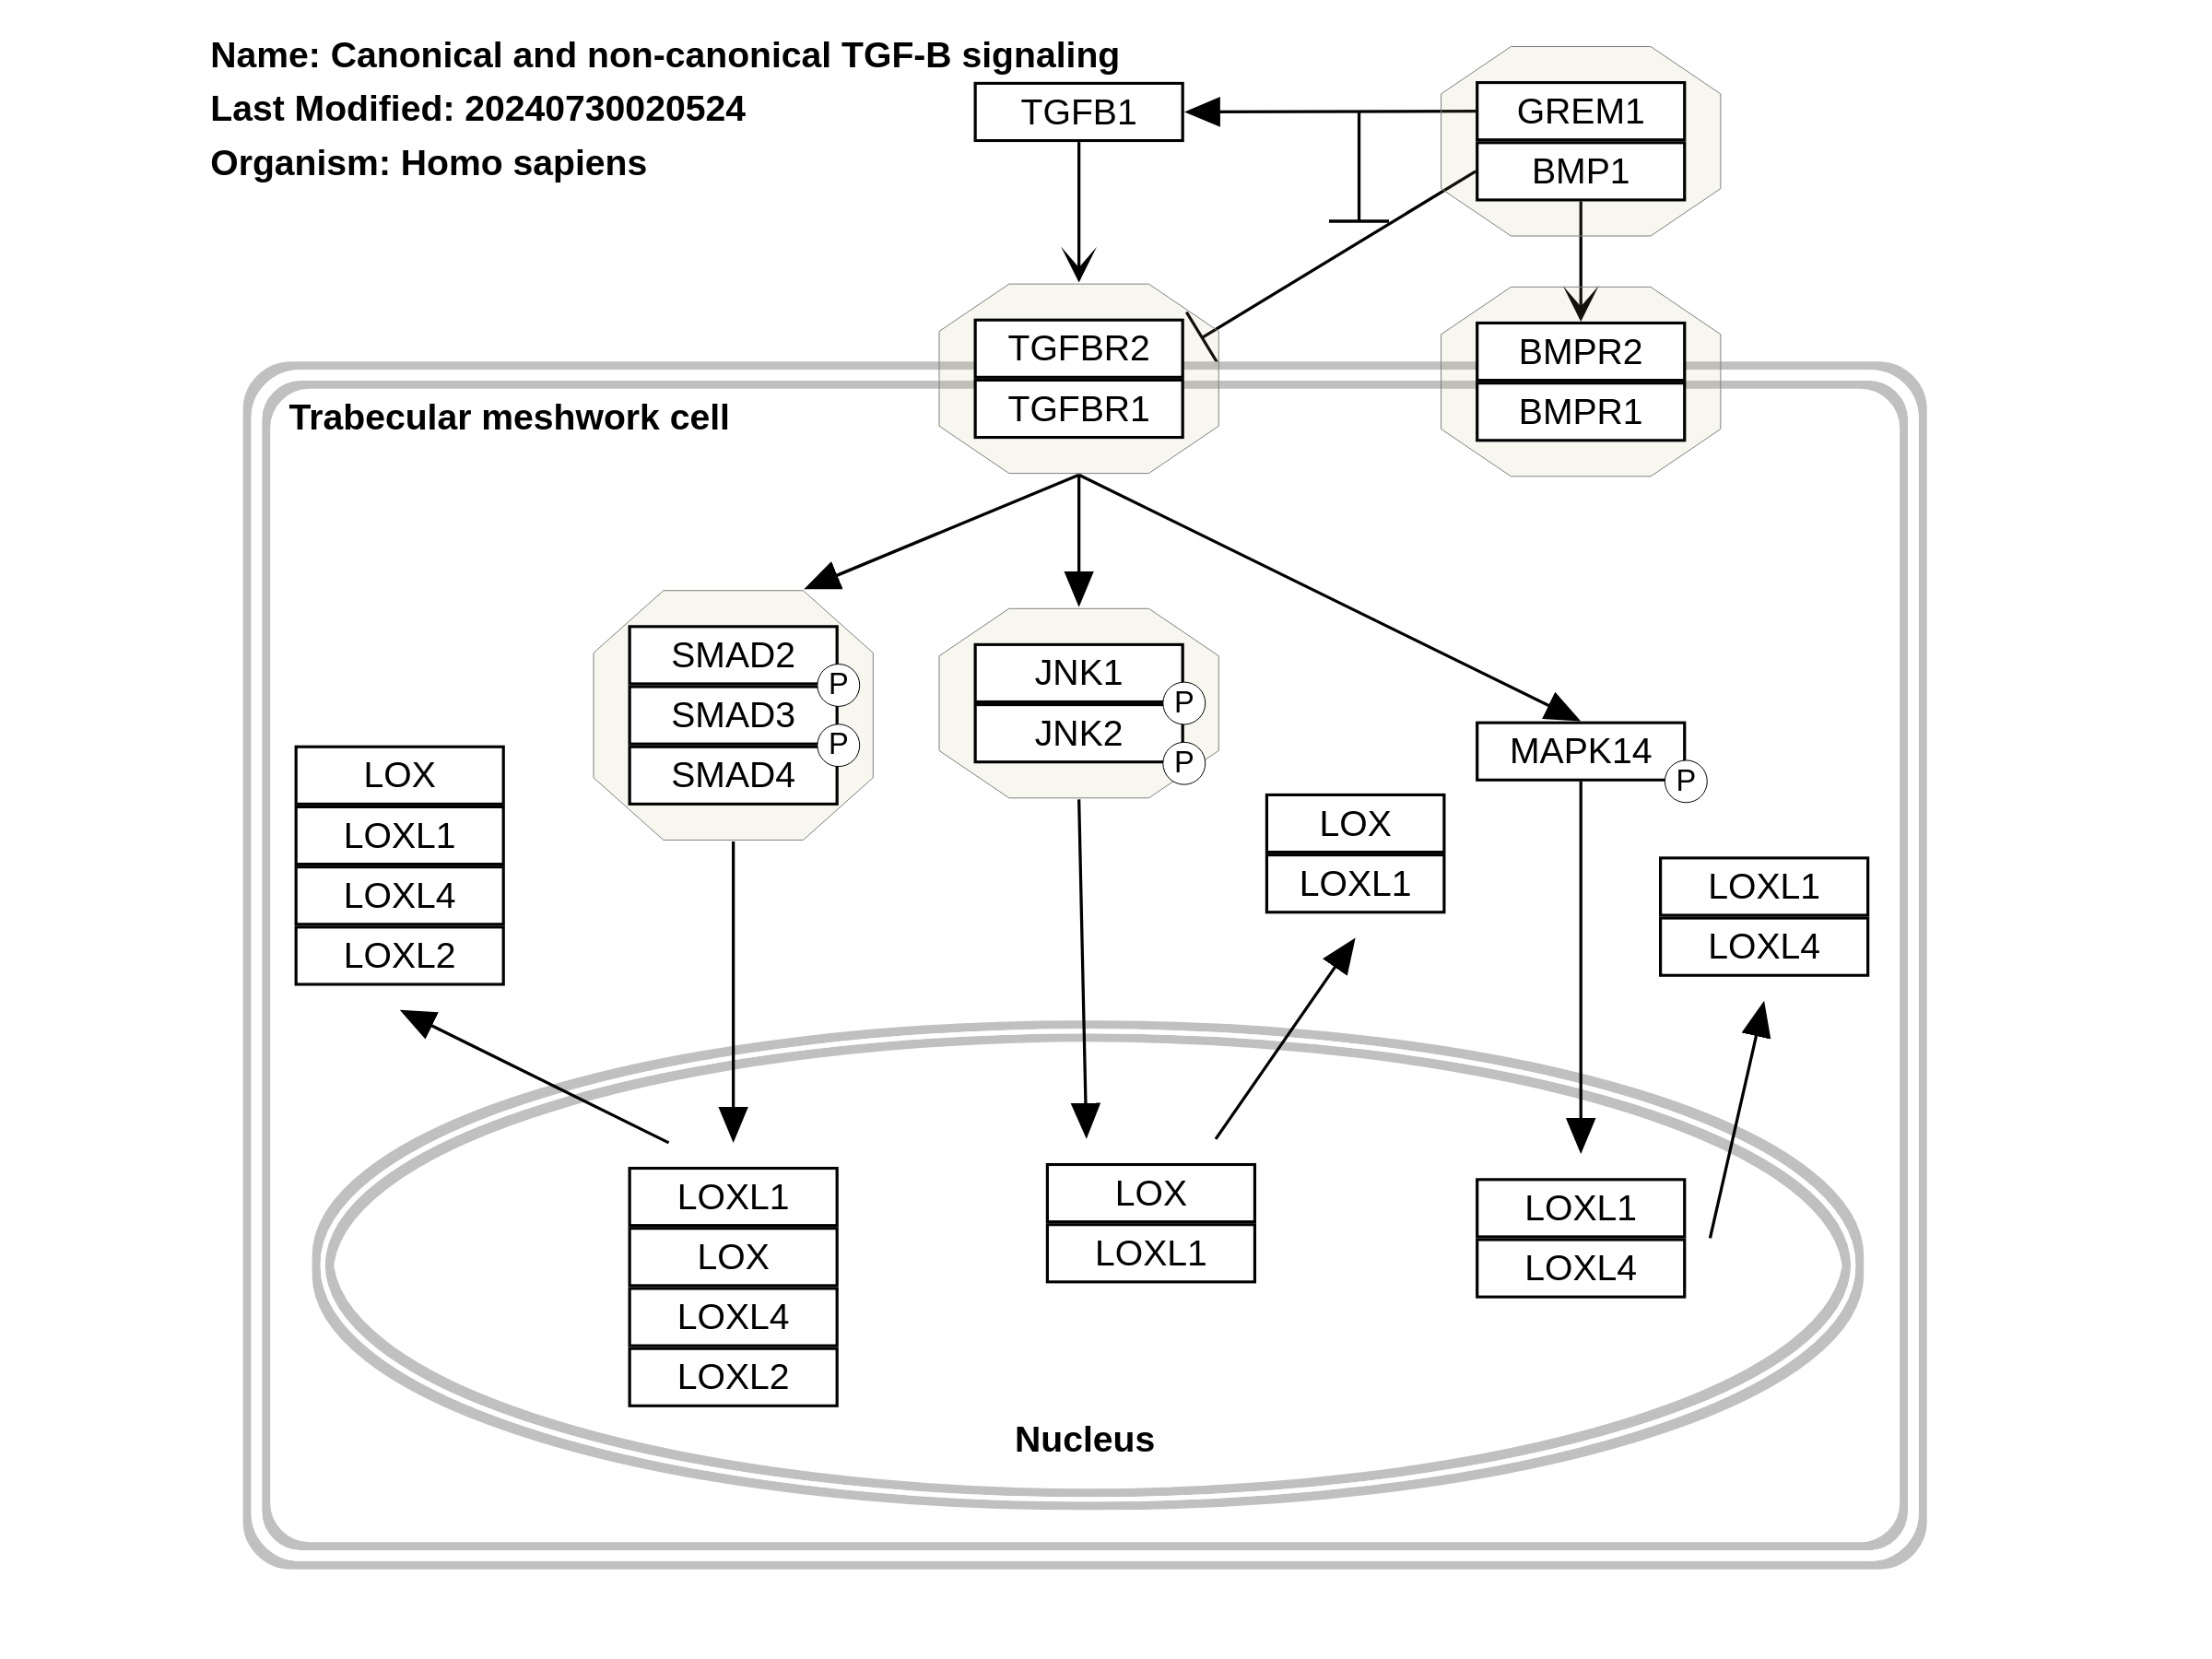 Name: Canonical and non-canonical TGF-B signaling
Last Modified: 20240730020524
Organism: Homo sapiens
TGFB1
GREM1
BMP1
TGFBR2
TGFBR1
BMPR2
BMPR1
Trabecular meshwork cell
SMAD2
P
SMAD3
P
SMAD4
JNK1
P
JNK2
P
MAPK14
P
LOX
LOXL1
LOXL4
LOXL2
LOX
LOXL1
LOXL1
LOXL4
LOXL1
LOX
LOXL4
LOXL2
LOX
LOXL1
LOXL1
LOXL4
Nucleus